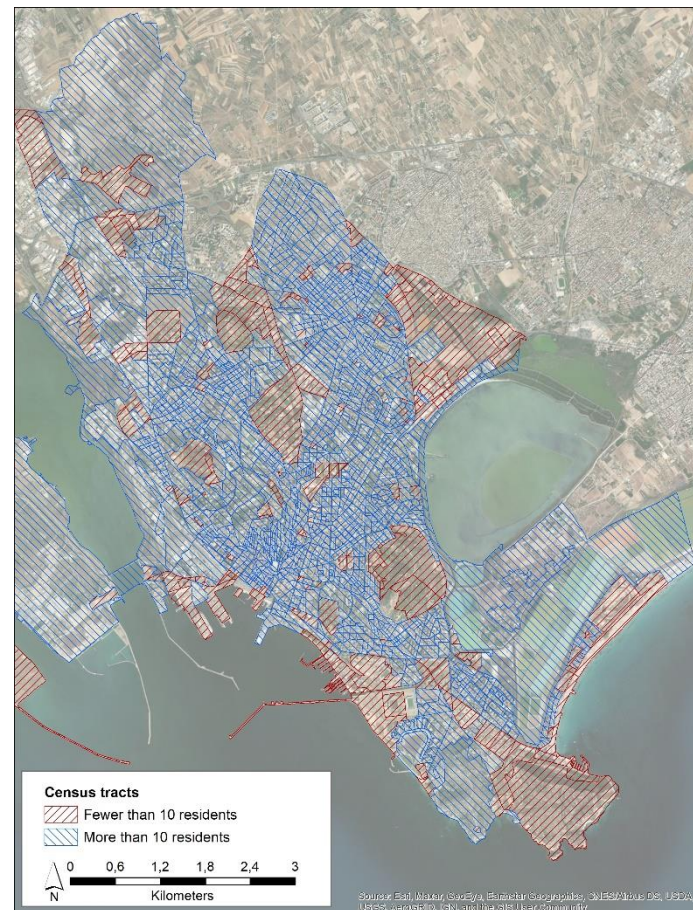 Census tracts
Fewer than 10 residents
More than 10 residents
0 0,6 1,2 1,8 2,4 3
Kilometers
N
Source: Esri, Maxar, GeoEye, Earthstar Geographics, CNES/Airbus DS, USDA,
USGS, AeroGRID, IGN, and the GIS User Community